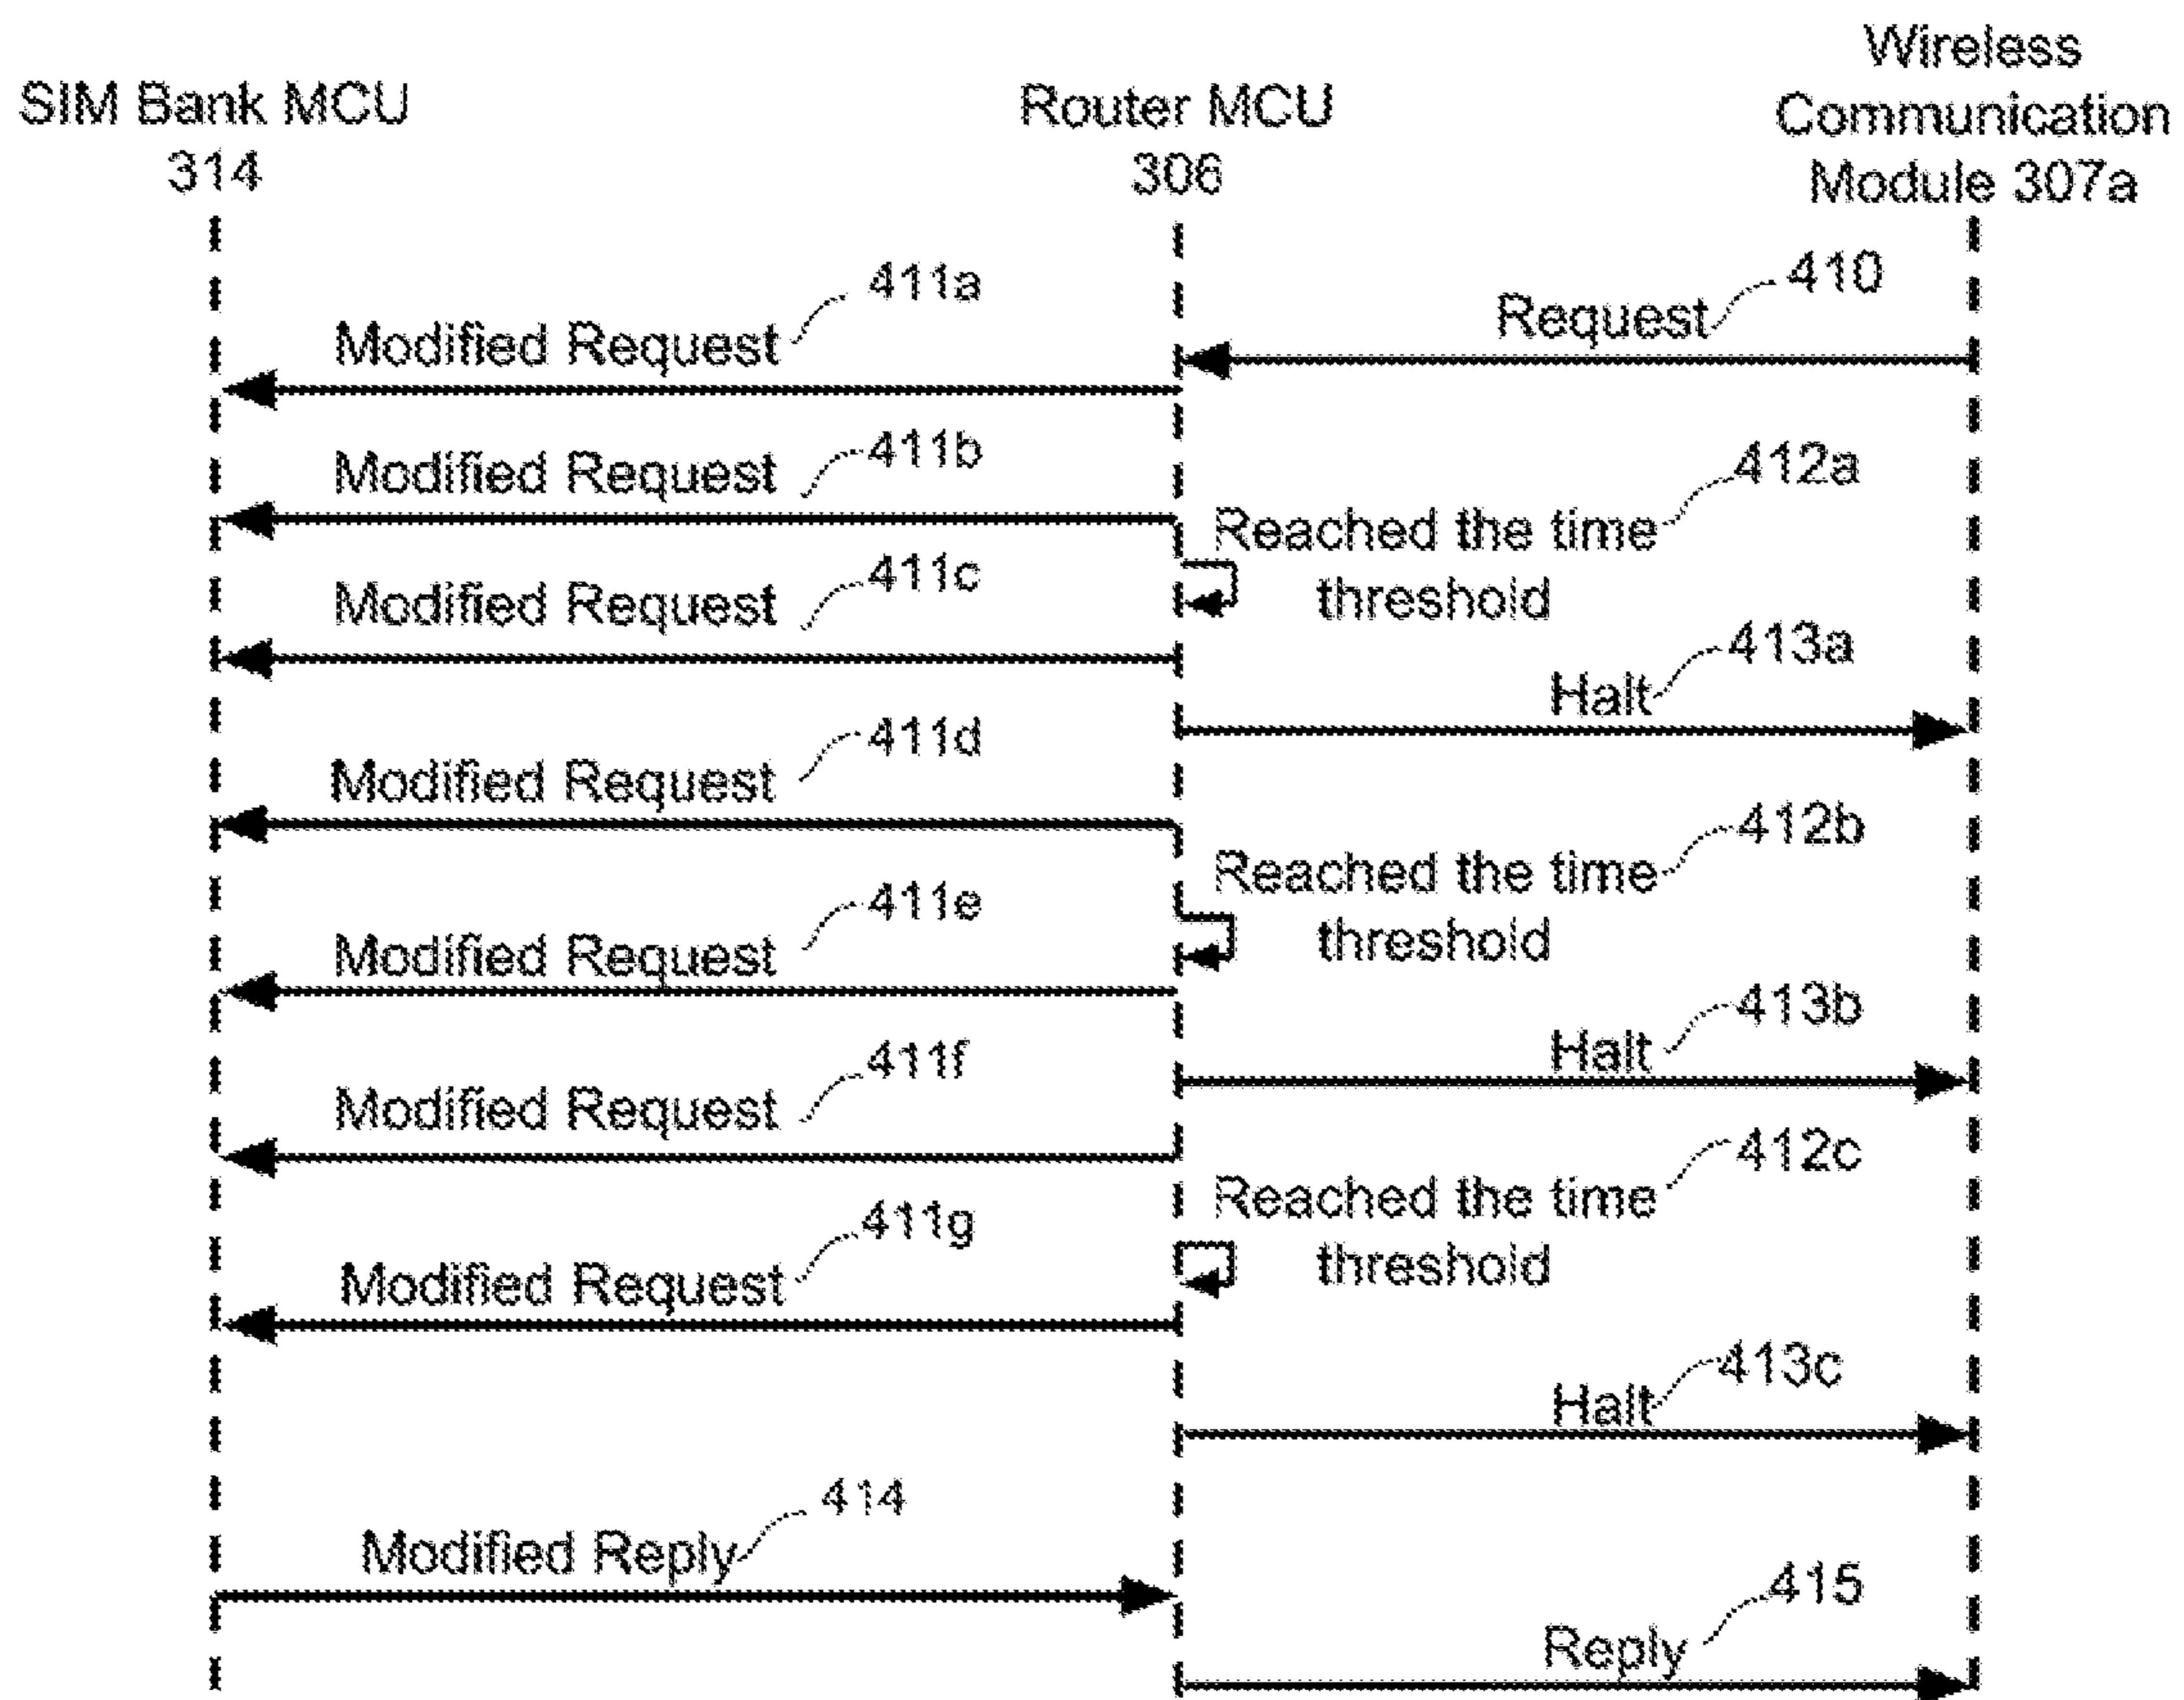 SIM Bank MCU
314
Router MCU
306
Wireless
Communication
Module 307a
411a
Modified Request
410
Request
411b
Modified Request
412a
Reached the time
threshold
411c
Modified Request
413a
Halt
411d
Modified Request
412b
Reached the time
threshold
411e
Modified Request
413b
Halt
411f
Modified Request
412c
Reached the time
threshold
411g
Modified Request
413c
Halt
414
Modified Reply
415
Reply